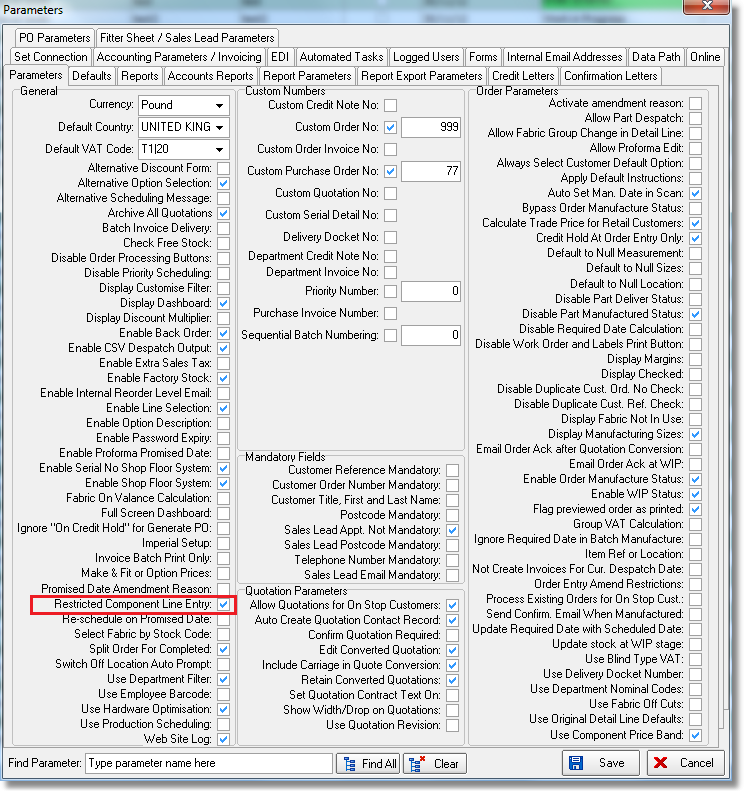 Parameters
PO Parameters
Fitter Sheet / Sales Lead Parameters
Set Connection
Accounting Parameters / Invoicing
EDI
Automated Tasks
Logged Users
Forms
Internal Email Addresses
Data Path
Online
Parameters
Defaults
Reports
Accounts Reports
Report Parameters
Report Export Parameters
Credit Letters
Confirmation Letters
General
Currency: Pound
Default Country: UNITED KING
Default VAT Code: T1|20
Alternative Discount Form:
Alternative Option Selection:
Alternative Scheduling Message:
Archive All Quotations
Batch Invoice Delivery:
Check Free Stock:
Disable Order Processing Buttons:
Disable Priority Scheduling:
Display Customise Filter:
Display Dashboard:
Display Discount Multiplier:
Enable Back Order:
Enable CSV Despatch Output:
Enable Extra Sales Tax:
Enable Factory Stock:
Enable Internal Reorder Level Email:
Enable Line Selection:
Enable Option Description:
Enable Password Expiry:
Enable Proforma Promised Date:
Enable Serial No Shop Floor System:
Enable Shop Floor System:
Fabric On Valance Calculation:
Full Screen Dashboard:
Ignore "On Credit Hold" for Generate PO:
Imperial Setup:
Invoice Batch Print Only:
Make & Fit or Option Prices:
Promised Date Amendment Reason:
Restricted Component Line Entry:
Re-schedule on Promised Date:
Select Fabric by Stock Code:
Split Order For Completed:
Switch Off Location Auto Prompt:
Use Department Filter:
Use Employee Barcode:
Use Hardware Optimisation:
Use Production Scheduling:
Web Site Log:
Custom Numbers
Custom Credit Note No:
Custom Order No: 999
Custom Order Invoice No:
Custom Purchase Order No: 77
Custom Quotation No:
Custom Serial Detail No:
Delivery Docket No:
Department Credit Note No:
Department Invoice No:
Priority Number: 0
Purchase Invoice Number:
Sequential Batch Numbering: 0
Mandatory Fields
Customer Reference Mandatory:
Customer Order Number Mandatory:
Customer Title, First and Last Name:
Postcode Mandatory:
Sales Lead Appt. Not Mandatory:
Sales Lead Postcode Mandatory:
Telephone Number Mandatory:
Sales Lead Email Mandatory:
Quotation Parameters
Allow Quotations for On Stop Customers:
Auto Create Quotation Contact Record:
Confirm Quotation Required:
Edit Converted Quotation:
Include Carriage in Quote Conversion:
Retain Converted Quotations:
Set Quotation Contract Text On:
Show Width/Drop on Quotations:
Use Quotation Revision:
Order Parameters
Activate amendment reason:
Allow Part Despatch:
Allow Fabric Group Change in Detail Line:
Allow Proforma Edit:
Always Select Customer Default Option:
Apply Default Instructions:
Auto Set Man. Date in Scan:
Bypass Order Manufacture Status:
Calculate Trade Price for Retail Customers:
Credit Hold At Order Entry Only:
Default to Null Measurement:
Default to Null Sizes:
Default to Null Location:
Disable Part Deliver Status:
Disable Part Manufactured Status:
Disable Required Date Calculation:
Disable Work Order and Labels Print Button:
Display Margins:
Display Checked:
Disable Duplicate Cust. Ord. No Check:
Disable Duplicate Cust. Ref. Check:
Display Fabric Not In Use:
Display Manufacturing Sizes:
Email Order Ack after Quotation Conversion:
Email Order Ack at WIP:
Enable Order Manufacture Status:
Enable WIP Status:
Flag previewed order as printed:
Group VAT Calculation:
Ignore Required Date in Batch Manufacture:
Item Ref or Location:
Not Create Invoices For Cur. Despatch Date:
Order Entry Amend Restrictions:
Process Existing Orders for On Stop Cust.:
Send Confirm. Email When Manufactured:
Update Required Date with Scheduled Date:
Update stock at WIP stage:
Use Blind Type VAT:
Use Delivery Docket Number:
Use Department Nominal Codes:
Use Fabric Off Cuts:
Use Original Detail Line Defaults:
Use Component Price Band:
Find Parameter: Type parameter name here
Find All
Clear
Save
Cancel